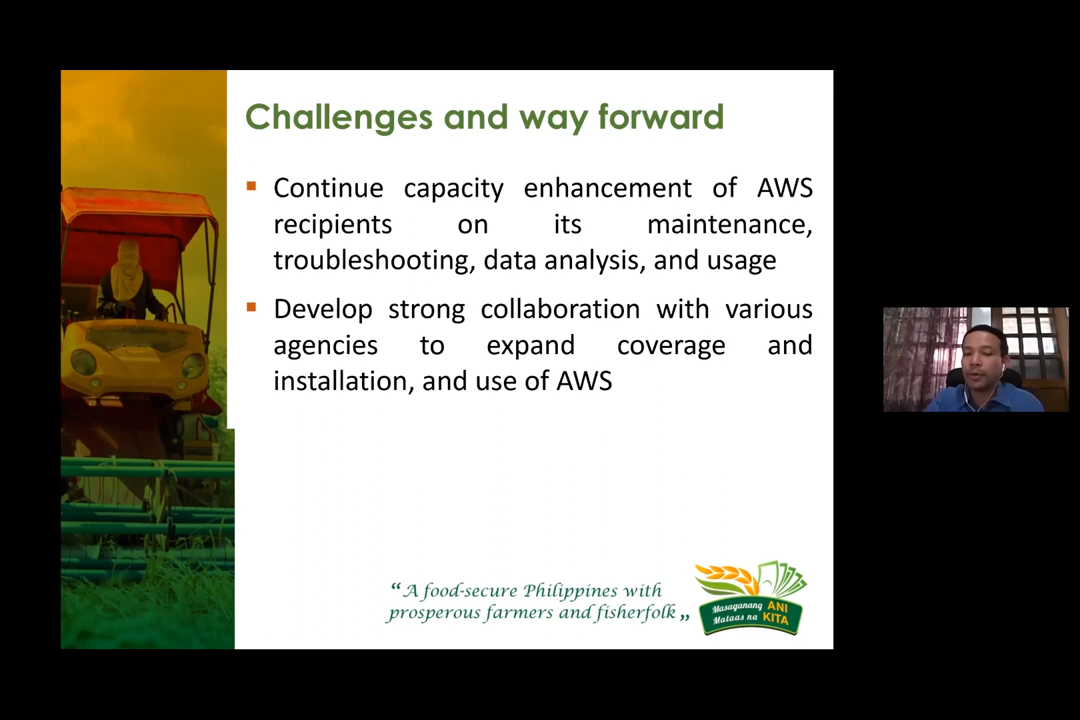 Challenges and way forward
▪ Continue capacity enhancement of AWS
recipients on its maintenance,
troubleshooting, data analysis, and usage
▪ Develop strong collaboration with various
agencies to expand coverage and
installation, and use of AWS
“ A food-secure Philippines with
prosperous farmers and fisherfolk „
Masaganang ANI
Mataas na KITA